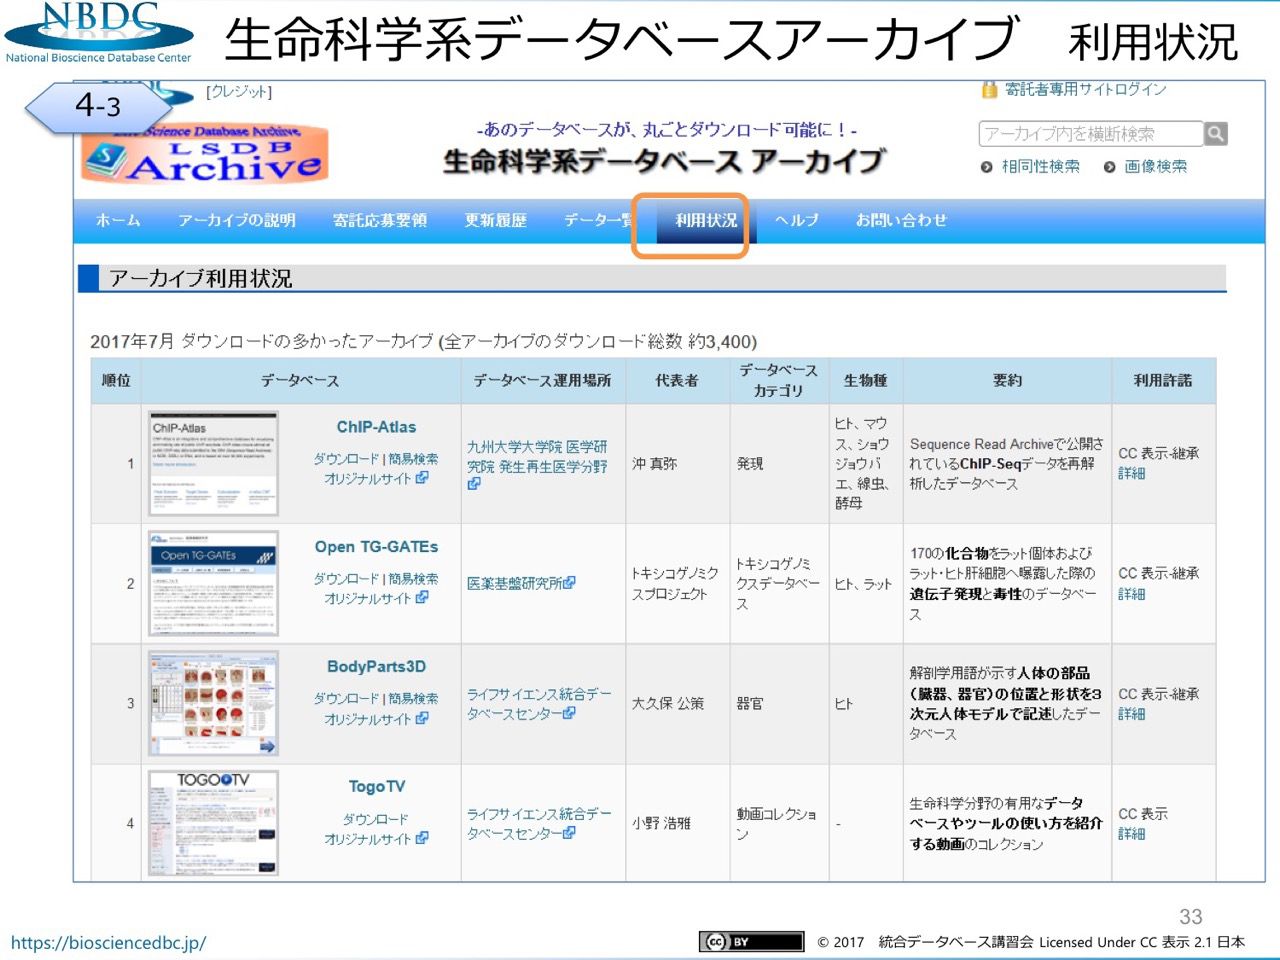 NBDC
National Bioscience Database Center
生命科学系データベースアーカイブ 利用状況
4-3
[クレジット]
寄託者専用サイトログイン
Life Science Database Archive
LSDB
Archive
-あのデータベースが、丸ごとダウンロード可能に！-
生命科学系データベース アーカイブ
アーカイブ内を横断検索
相同性検索 画像検索
ホーム アーカイブの説明 寄託応募要領 更新履歴 データ一覧 利用状況 ヘルプ お問い合わせ
アーカイブ利用状況
2017年7月 ダウンロードの多かったアーカイブ (全アーカイブのダウンロード総数 約3,400)
順位 データベース データベース運用場所 代表者 データベース
カテゴリ 生物種 要約 利用許諾
1
ChIP-Atlas
ChIP-Atlas
ダウンロード | 簡易検索
オリジナルサイト
九州大学大学院 医学研
究院 発生再生医学分野
沖 真弥
発現
ヒト、マウ
ス、ショウ
ジョウバ
エ、線虫、
酵母
Sequence Read Archiveで公開さ
れているChIP-Seqデータを再解
析したデータベース
CC 表示-継承
詳細
2
Open TG-GATEs
Open TG-GATEs
ダウンロード | 簡易検索
オリジナルサイト
医薬基盤研究所
トキシコゲノミク
スプロジェクト
トキシコゲノミ
クスデータベー
ス
ヒト、ラット
170の化合物をラット個体および
ラット・ヒト肝細胞へ曝露した際の
遺伝子発現と毒性のデータベー
ス
CC 表示-継承
詳細
3
BodyParts3D
ダウンロード | 簡易検索
オリジナルサイト
ライフサイエンス統合デー
タベースセンター
大久保 公策
器官
ヒト
解剖学用語が示す人体の部品
（臓器、器官）の位置と形状を3
次元人体モデルで記述したデー
タベース
CC 表示-継承
詳細
4
TOGO TV
TogoTV
ダウンロード
オリジナルサイト
ライフサイエンス統合デー
タベースセンター
小野 浩雅
動画コレクショ
ン
-
生命科学分野の有用なデータ
ベースやツールの使い方を紹介
する動画のコレクション
CC 表示
詳細
33
https://biosciencedbc.jp/
cc BY
© 2017 統合データベース講習会 Licensed Under CC 表示 2.1 日本